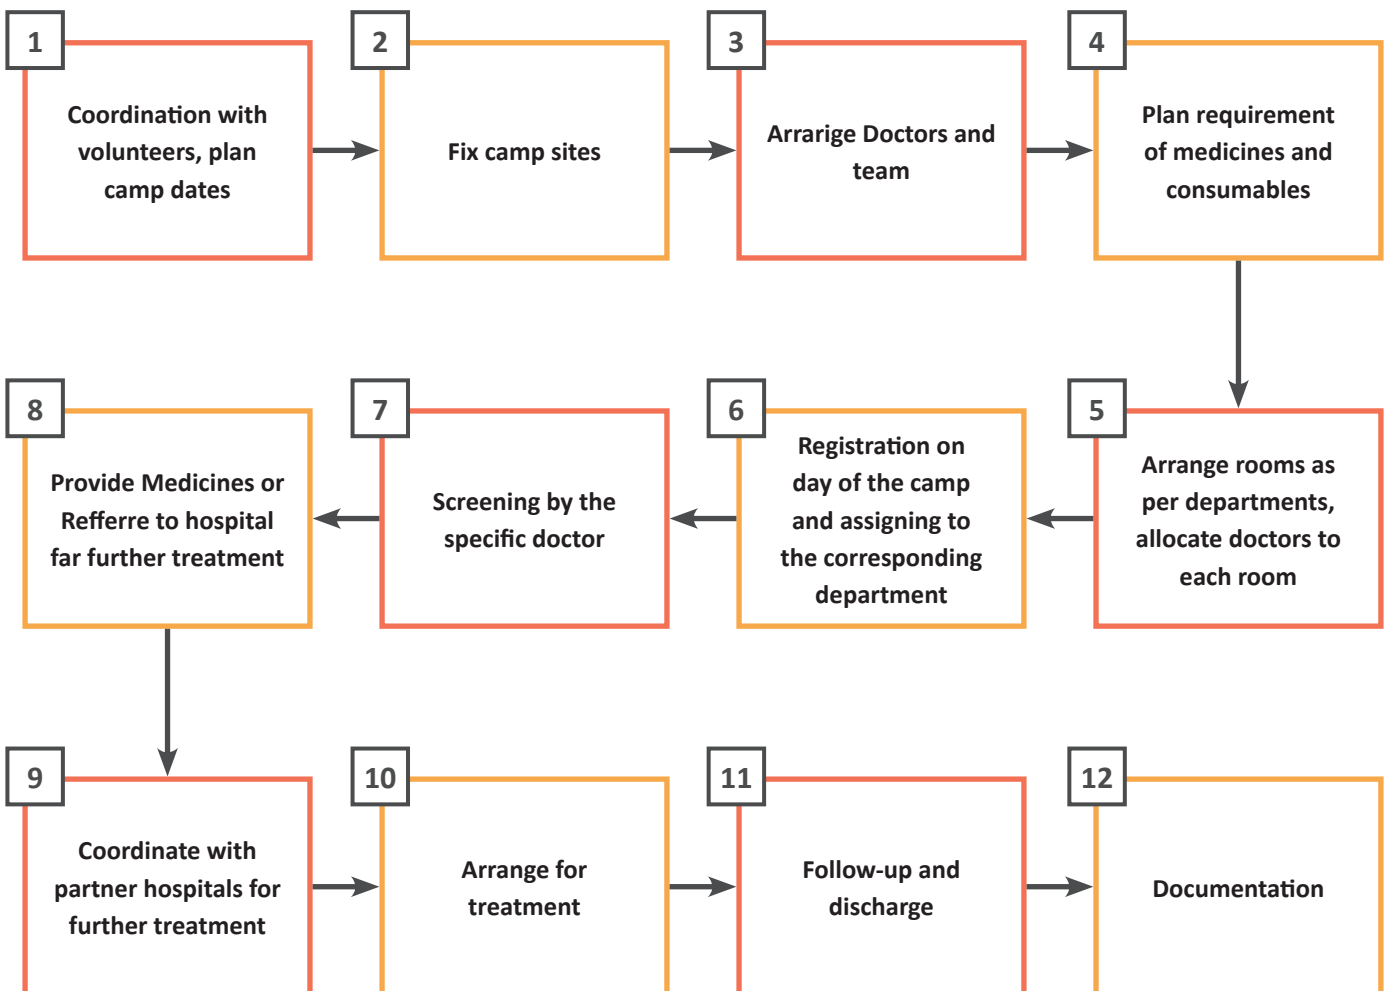 1
Coordination with
volunteers, plan
camp dates
2
Fix camp sites
3
Ararige Doctors and
team
4
Plan requirement
of medicines and
consumables
5
Arrange rooms as
per departments,
allocate doctors to
each room
6
Registration on
day of the camp
and assigning to
the corresponding
department
7
Screening by the
specific doctor
8
Provide Medicines or
Refferre to hospital
far further treatment
9
Coordinate with
partner hospitals for
further treatment
10
Arrange for
treatment
11
Follow-up and
discharge
12
Documentation